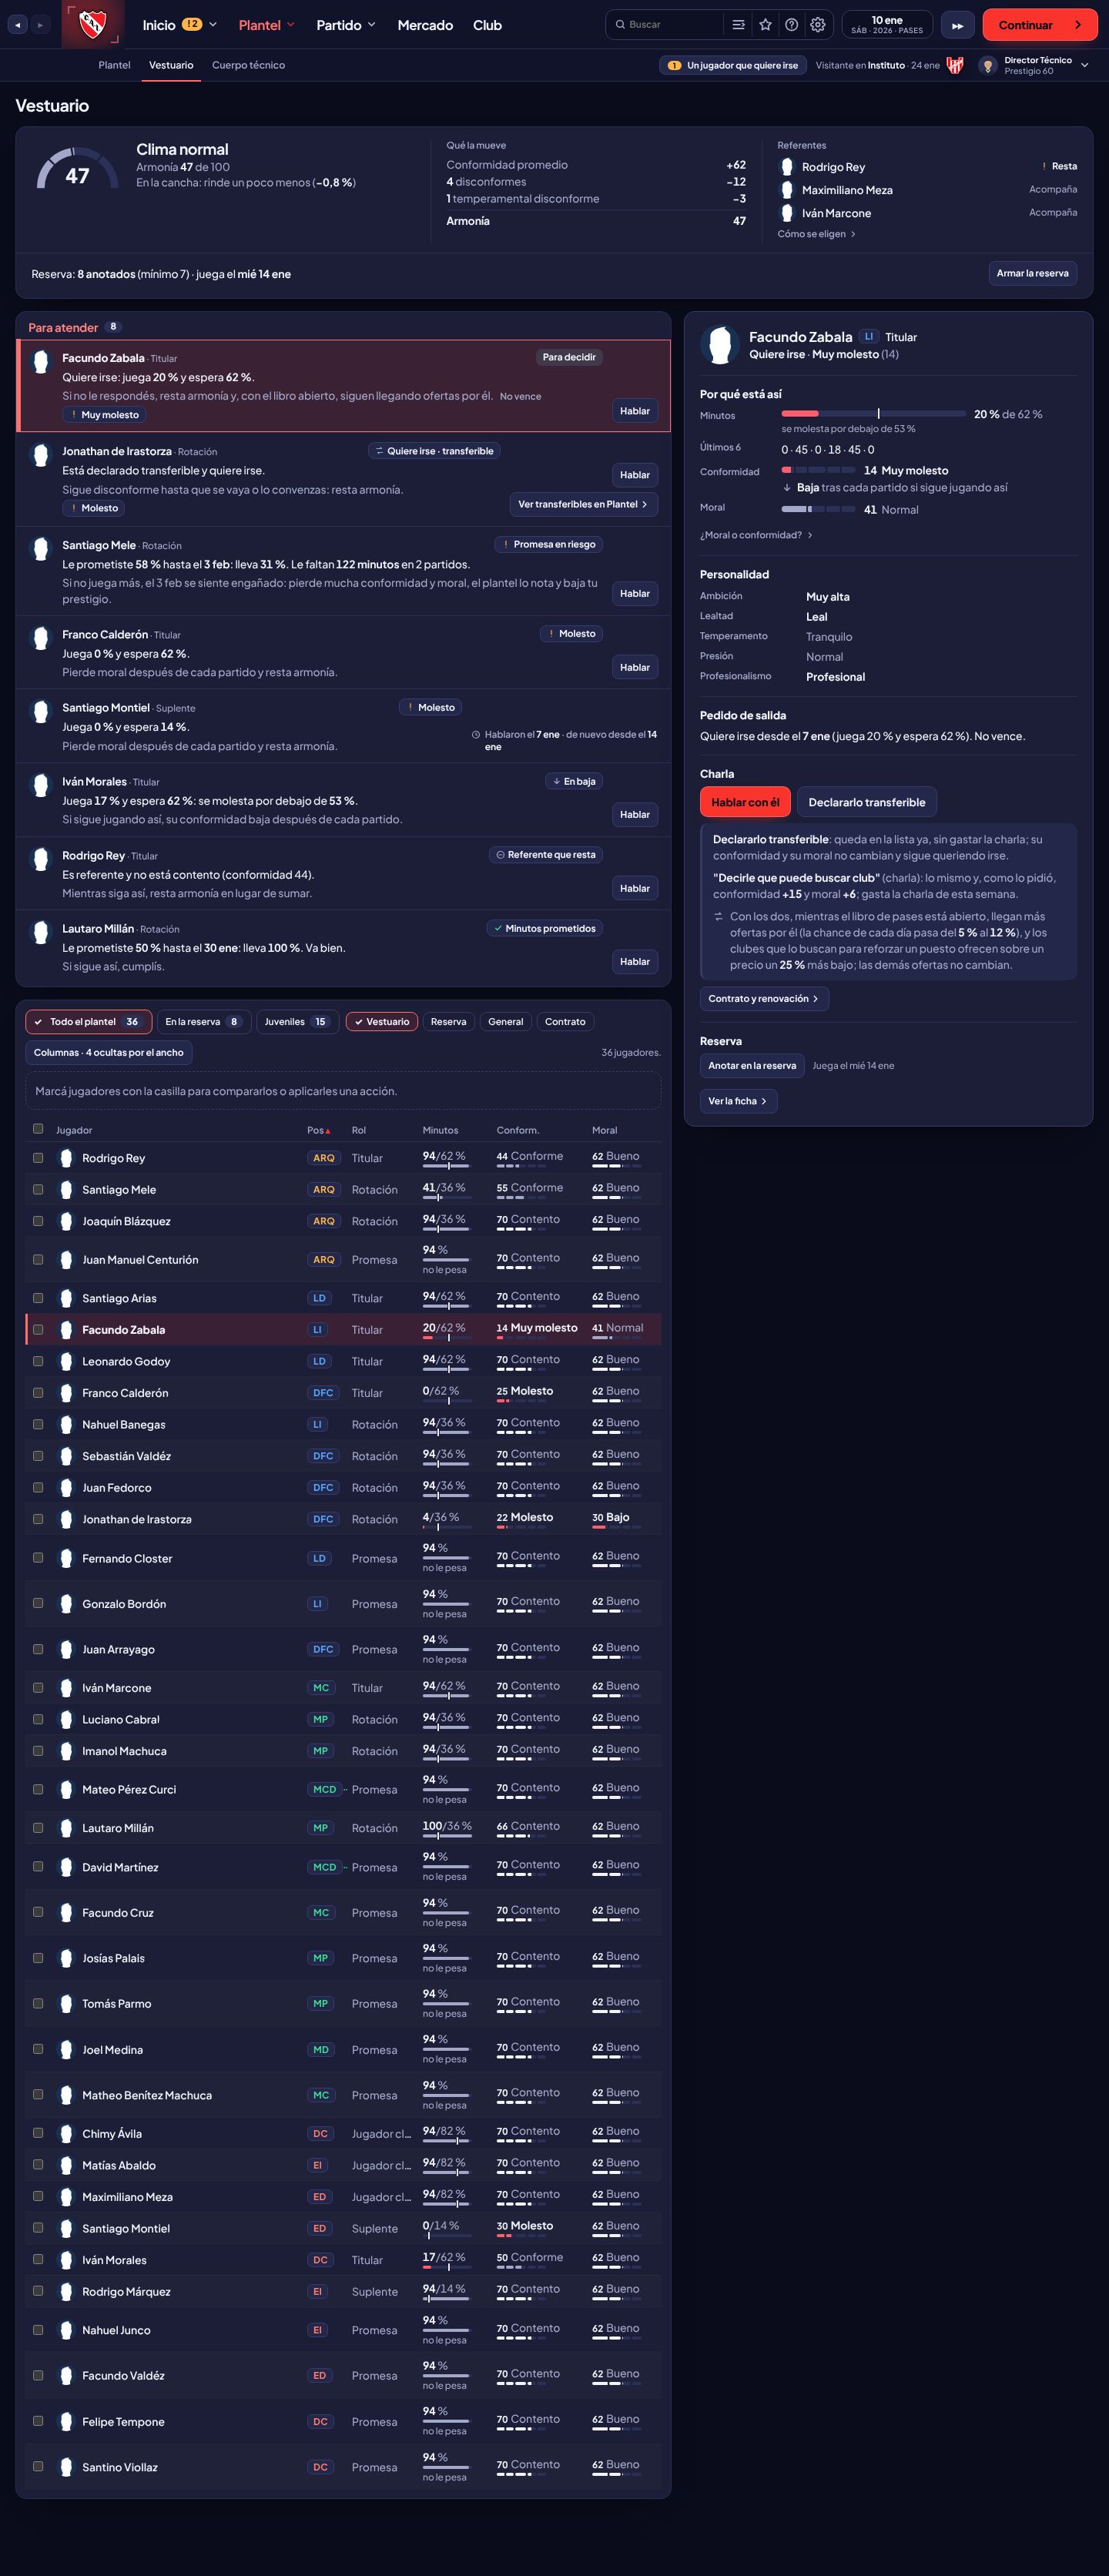 Inicio !2 Plantel Partido Mercado Club
Buscar
10 ene
SÁB · 2026 · PASES
Continuar
Plantel Vestuario Cuerpo técnico
1 Un jugador que quiere irse
Visitante en Instituto · 24 ene
Director Técnico
Prestigio 60
Vestuario
47
Clima normal
Armonía 47 de 100
En la cancha: rinde un poco menos (−0,8 %)
Qué la mueve
Conformidad promedio +62
4 disconformes −12
1 temperamental disconforme −3
Armonía 47
Referentes
Rodrigo Rey ! Resta
Maximiliano Meza Acompaña
Iván Marcone Acompaña
Cómo se eligen
Reserva: 8 anotados (mínimo 7) · juega el mié 14 ene
Armar la reserva
Para atender 8
Facundo Zabala · Titular
Para decidir
Quiere irse: juega 20 % y espera 62 %.
Si no le respondés, resta armonía y, con el libro abierto, siguen llegando ofertas por él. No vence
! Muy molesto
Hablar
Jonathan de Irastorza · Rotación
Quiere irse · transferible
Está declarado transferible y quiere irse.
Sigue disconforme hasta que se vaya o lo convenzas: resta armonía.
! Molesto
Hablar
Ver transferibles en Plantel
Santiago Mele · Rotación
! Promesa en riesgo
Le prometiste 58 % hasta el 3 feb: lleva 31 %. Le faltan 122 minutos en 2 partidos.
Si no juega más, el 3 feb se siente engañado: pierde mucha conformidad y moral, el plantel lo nota y baja tu
prestigio.
Hablar
Franco Calderón · Titular
! Molesto
Juega 0 % y espera 62 %.
Pierde moral después de cada partido y resta armonía.
Hablar
Santiago Montiel · Suplente
! Molesto
Juega 0 % y espera 14 %.
Pierde moral después de cada partido y resta armonía.
Hablaron el 7 ene · de nuevo desde el 14
ene
Iván Morales · Titular
En baja
Juega 17 % y espera 62 %: se molesta por debajo de 53 %.
Si sigue jugando así, su conformidad baja después de cada partido.
Hablar
Rodrigo Rey · Titular
Referente que resta
Es referente y no está contento (conformidad 44).
Mientras siga así, resta armonía en lugar de sumar.
Hablar
Lautaro Millán · Rotación
Minutos prometidos
Le prometiste 50 % hasta el 30 ene: lleva 100 %. Va bien.
Si sigue así, cumplís.
Hablar
Facundo Zabala LI Titular
Quiere irse · Muy molesto (14)
Por qué está así
Minutos 20 % de 62 %
se molesta por debajo de 53 %
Últimos 6 0 · 45 · 0 · 18 · 45 · 0
Conformidad 14 Muy molesto
Baja tras cada partido si sigue jugando así
Moral 41 Normal
¿Moral o conformidad?
Personalidad
Ambición Muy alta
Lealtad Leal
Temperamento Tranquilo
Presión Normal
Profesionalismo Profesional
Pedido de salida
Quiere irse desde el 7 ene (juega 20 % y espera 62 %). No vence.
Charla
Hablar con él Declararlo transferible
Declararlo transferible: queda en la lista ya, sin gastar la charla; su
conformidad y su moral no cambian y sigue queriendo irse.
"Decirle que puede buscar club" (charla): lo mismo y, como lo pidió,
conformidad +15 y moral +6; gasta la charla de esta semana.
Con los dos, mientras el libro de pases está abierto, llegan más
ofertas por él (la chance de cada día pasa del 5 % al 12 %), y los
clubes que lo buscan para reforzar un puesto ofrecen sobre un
precio un 25 % más bajo; las demás ofertas no cambian.
Contrato y renovación
Reserva
Anotar en la reserva Juega el mié 14 ene
Ver la ficha
Todo el plantel 36 En la reserva 8 Juveniles 15 Vestuario Reserva General Contrato
Columnas · 4 ocultas por el ancho 36 jugadores.
Marcá jugadores con la casilla para compararlos o aplicarles una acción.
Jugador Pos Rol Minutos Conform. Moral
Rodrigo Rey ARQ Titular 94/62 % 44 Conforme 62 Bueno
Santiago Mele ARQ Rotación 41/36 % 55 Conforme 62 Bueno
Joaquín Blázquez ARQ Rotación 94/36 % 70 Contento 62 Bueno
Juan Manuel Centurión ARQ Promesa 94 % no le pesa 70 Contento 62 Bueno
Santiago Arias LD Titular 94/62 % 70 Contento 62 Bueno
Facundo Zabala LI Titular 20/62 % 14 Muy molesto 41 Normal
Leonardo Godoy LD Titular 94/62 % 70 Contento 62 Bueno
Franco Calderón DFC Titular 0/62 % 25 Molesto 62 Bueno
Nahuel Banegas LI Rotación 94/36 % 70 Contento 62 Bueno
Sebastián Valdéz DFC Rotación 94/36 % 70 Contento 62 Bueno
Juan Fedorco DFC Rotación 94/36 % 70 Contento 62 Bueno
Jonathan de Irastorza DFC Rotación 4/36 % 22 Molesto 30 Bajo
Fernando Closter LD Promesa 94 % no le pesa 70 Contento 62 Bueno
Gonzalo Bordón LI Promesa 94 % no le pesa 70 Contento 62 Bueno
Juan Arrayago DFC Promesa 94 % no le pesa 70 Contento 62 Bueno
Iván Marcone MC Titular 94/62 % 70 Contento 62 Bueno
Luciano Cabral MP Rotación 94/36 % 70 Contento 62 Bueno
Imanol Machuca MP Rotación 94/36 % 70 Contento 62 Bueno
Mateo Pérez Curci MCD Promesa 94 % no le pesa 70 Contento 62 Bueno
Lautaro Millán MP Rotación 100/36 % 66 Contento 62 Bueno
David Martínez MCD Promesa 94 % no le pesa 70 Contento 62 Bueno
Facundo Cruz MC Promesa 94 % no le pesa 70 Contento 62 Bueno
Josías Palais MP Promesa 94 % no le pesa 70 Contento 62 Bueno
Tomás Parmo MP Promesa 94 % no le pesa 70 Contento 62 Bueno
Joel Medina MD Promesa 94 % no le pesa 70 Contento 62 Bueno
Matheo Benítez Machuca MC Promesa 94 % no le pesa 70 Contento 62 Bueno
Chimy Ávila DC Jugador cl... 94/82 % 70 Contento 62 Bueno
Matías Abaldo EI Jugador cl... 94/82 % 70 Contento 62 Bueno
Maximiliano Meza ED Jugador cl... 94/82 % 70 Contento 62 Bueno
Santiago Montiel ED Suplente 0/14 % 30 Molesto 62 Bueno
Iván Morales DC Titular 17/62 % 50 Conforme 62 Bueno
Rodrigo Márquez EI Suplente 94/14 % 70 Contento 62 Bueno
Nahuel Junco EI Promesa 94 % no le pesa 70 Contento 62 Bueno
Facundo Valdéz ED Promesa 94 % no le pesa 70 Contento 62 Bueno
Felipe Tempone DC Promesa 94 % no le pesa 70 Contento 62 Bueno
Santino Viollaz DC Promesa 94 % no le pesa 70 Contento 62 Bueno